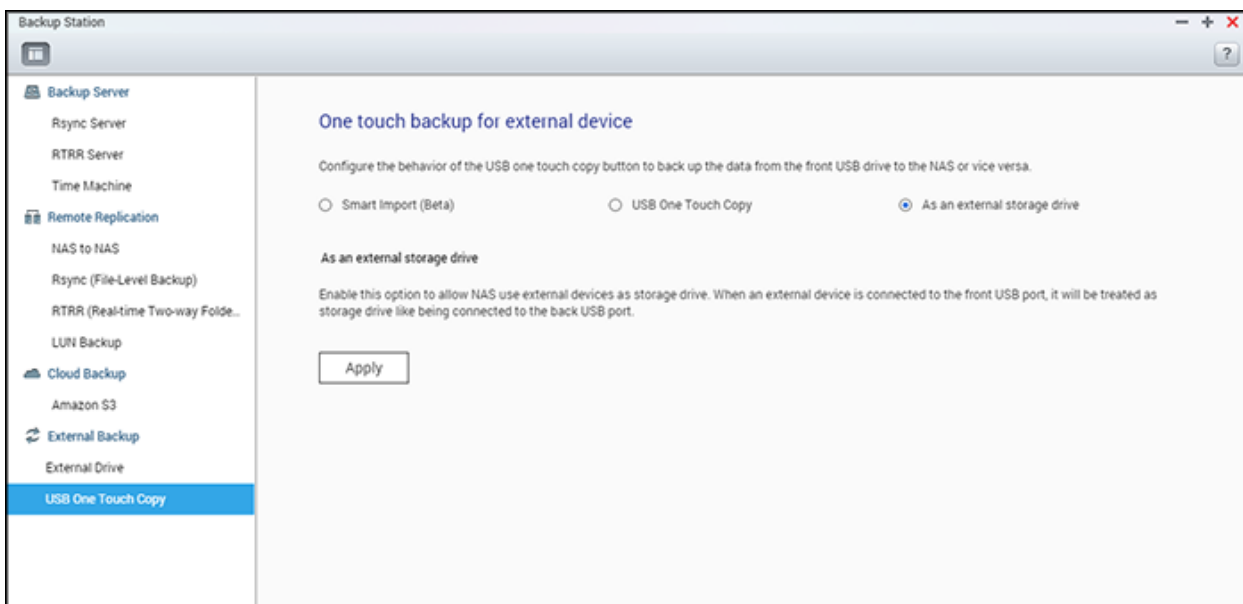 Backup Station
?
Backup Server
Rsync Server
RTRR Server
Time Machine
Remote Replication
NAS to NAS
Rsync (File-Level Backup)
RTRR (Real-time Two-way Folde...
LUN Backup
Cloud Backup
Amazon S3
External Backup
External Drive
USB One Touch Copy
One touch backup for external device
Configure the behavior of the USB one touch copy button to back up the data from the front USB drive to the NAS or vice versa.
Smart Import (Beta)
USB One Touch Copy
As an external storage drive
As an external storage drive
Enable this option to allow NAS use external devices as storage drive. When an external device is connected to the front USB port, it will be treated as
storage drive like being connected to the back USB port.
Apply